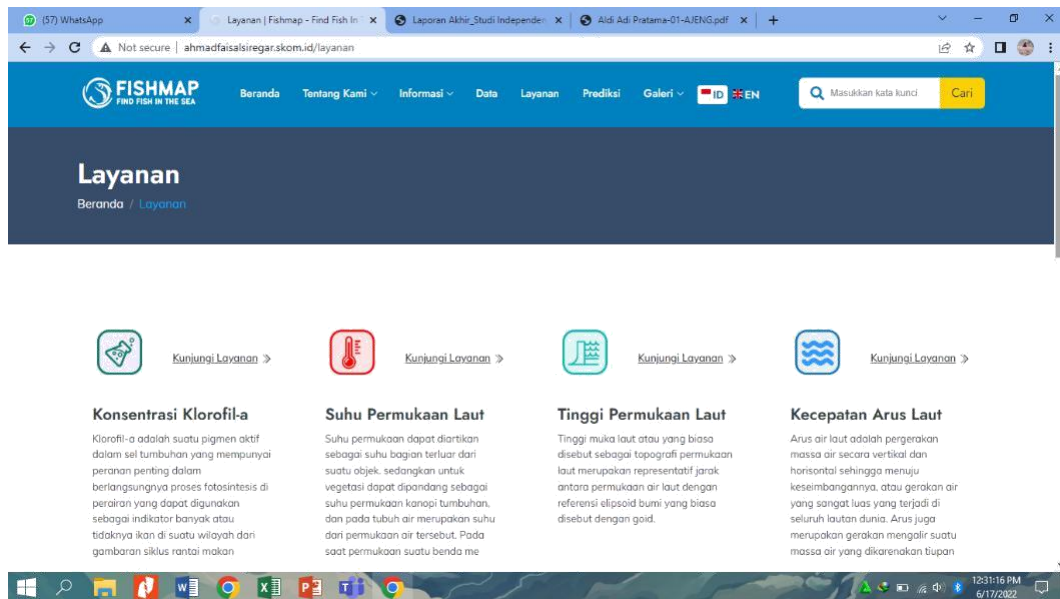 (57) WhatsApp
Layanan | Fishmap - Find Fish In T
Laporan Akhir_Studi Independen
Aldi Adi Pratama-01-AJENG.pdf
Not secure | ahmadfaisalsiregar.skom.id/layanan
FISHMAP
FIND FISH IN THE SEA
Beranda Tentang Kami Informasi Data Layanan Prediksi Galeri ID EN
Masukkan kata kunci
Cari
Layanan
Beranda / Layanan
Kunjungi Layanan
Konsentrasi Klorofil-a
Klorofil-a adalah suatu pigmen aktif
dalam sel tumbuhan yang mempunyai
peranan penting dalam
berlangsungnya proses fotosintesis di
perairan yang dapat digunakan
sebagai indikator banyak atau
tidaknya ikan di suatu wilayah dari
gambaran siklus rantai makan
Kunjungi Layanan
Suhu Permukaan Laut
Suhu permukaan dapat diartikan
sebagai suhu bagian terluar dari
suatu objek. sedangkan untuk
vegetasi dapat dipandang sebagai
suhu permukaan kanopi tumbuhan,
dan pada tubuh air merupakan suhu
dari permukaan air tersebut. Pada
saat permukaan suatu benda me
Kunjungi Layanan
Tinggi Permukaan Laut
Tinggi muka laut atau yang biasa
disebut sebagai topografi permukaan
laut merupakan representatif jarak
antara permukaan air laut dengan
referensi elipsoid bumi yang biasa
disebut dengan goid.
Kunjungi Layanan
Kecepatan Arus Laut
Arus air laut adalah pergerakan
massa air secara vertikal dan
horisontal sehingga menuju
keseimbangannya, atau gerakan air
yang sangat luas yang terjadi di
seluruh lautan dunia. Arus juga
merupakan gerakan mengalir suatu
massa air yang dikarenakan tiupan
12:31:16 PM
6/17/2022